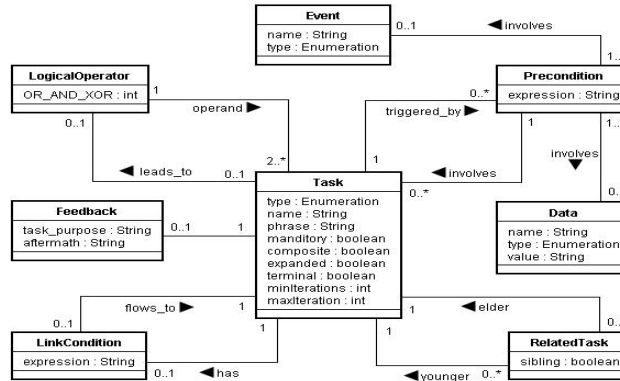 Event
name : String
type : Enumeration
0..1
involves
1..
LogicalOperator
OR_AND_XOR : int
1
operand
0..1
2..*
leads_to
0..1
Precondition
expression : String
0..*
triggered_by
1
1
involves
0..*
1..
involves
0..
Task
type : Enumeration
name : String
phrase : String
manditory : boolean
composite : boolean
expanded : boolean
terminal : boolean
minIterations : int
maxIteration : int
Feedback
task_purpose : String
aftermath : String
0..1
1
Data
name : String
type : Enumeration
value : String
flows_to
0..1
1
LinkCondition
expression : String
0..1
has
1
elder
1
0..
RelatedTask
sibling : boolean
1
younger
0..*